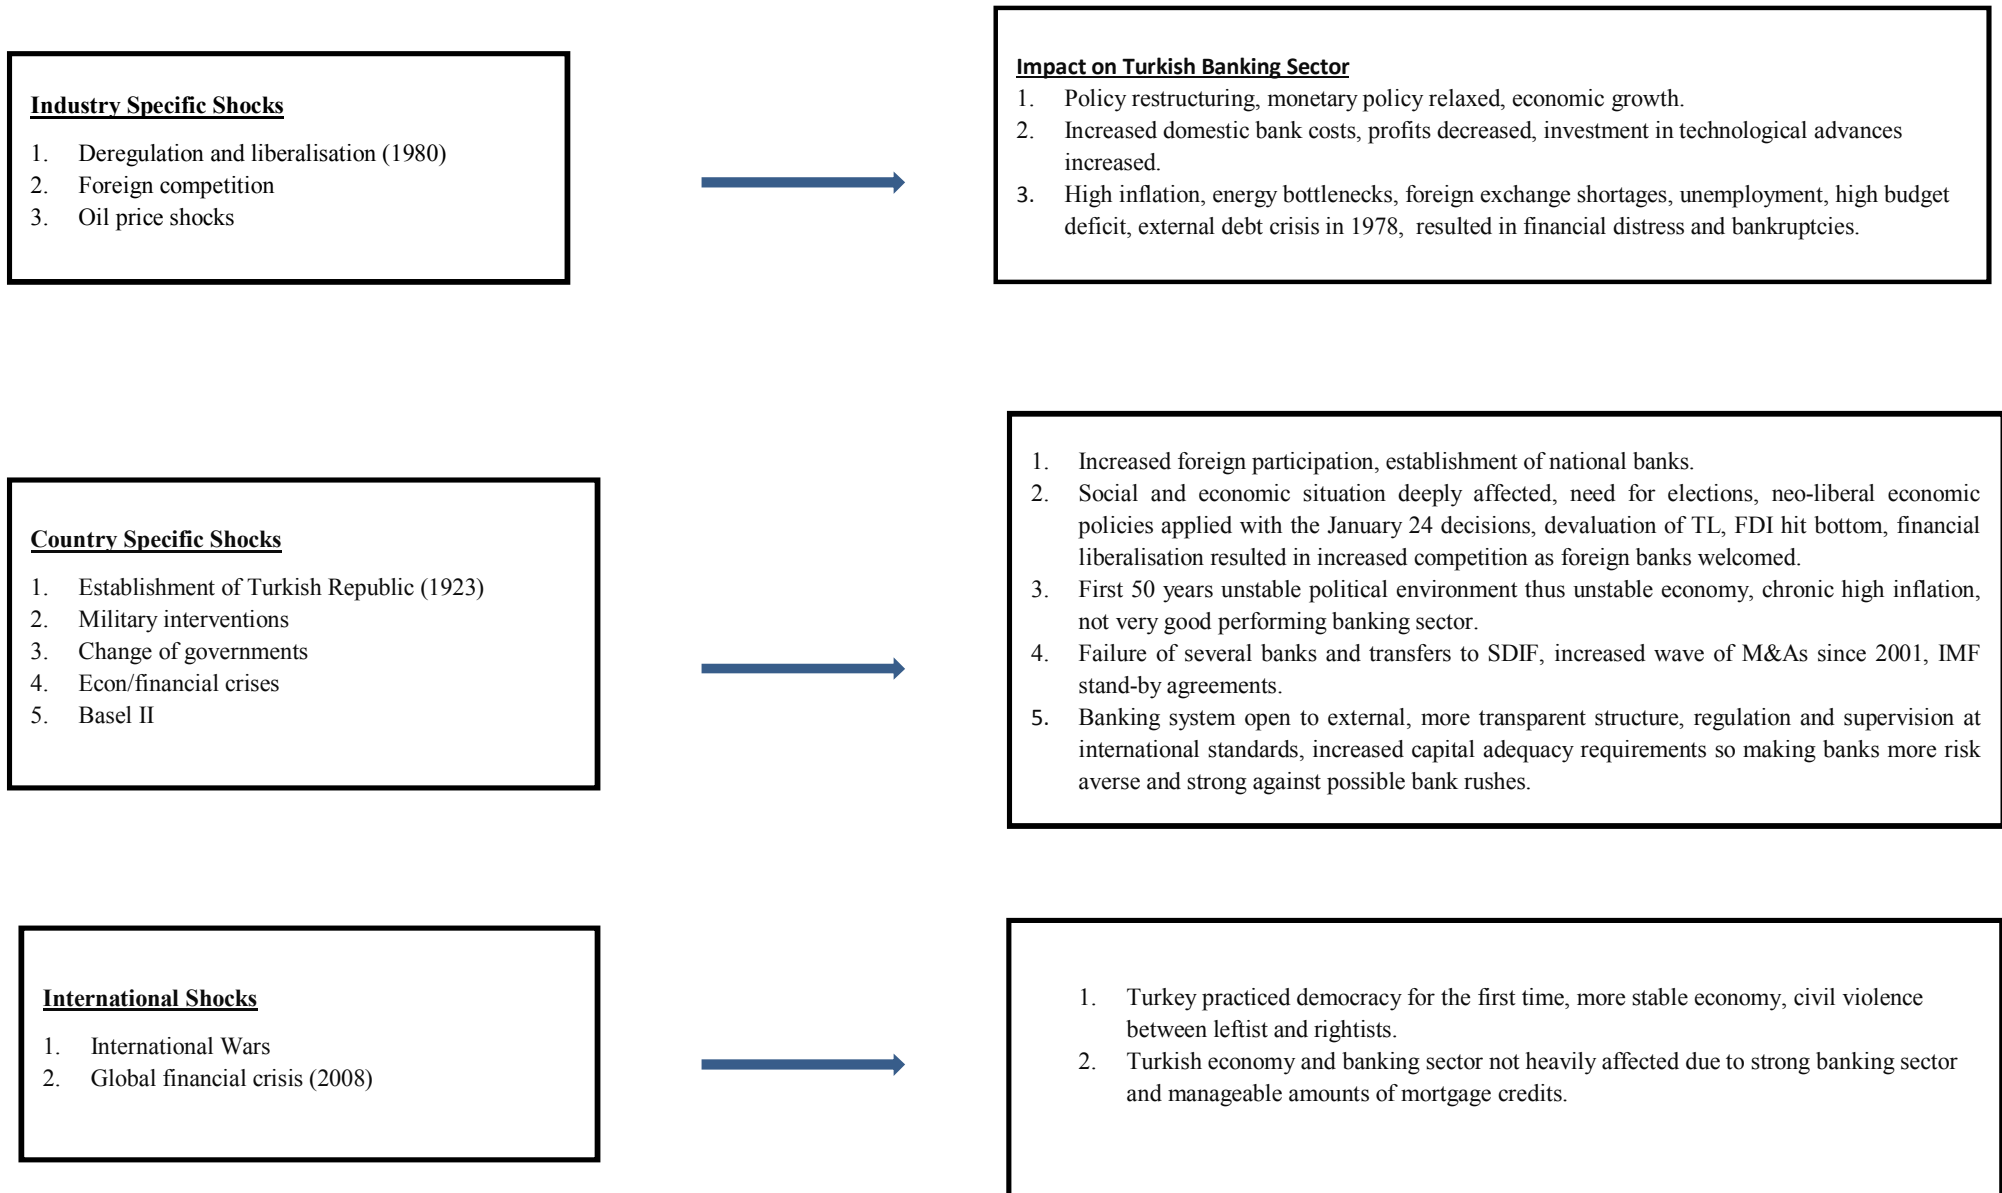 Industry Specific Shocks
1. Deregulation and liberalisation (1980)
2. Foreign competition
3. Oil price shocks
Impact on Turkish Banking Sector
1. Policy restructuring, monetary policy relaxed, economic growth.
2. Increased domestic bank costs, profits decreased, investment in technological advances
increased.
3. High inflation, energy bottlenecks, foreign exchange shortages, unemployment, high budget
deficit, external debt crisis in 1978, resulted in financial distress and bankruptcies.
Country Specific Shocks
1. Establishment of Turkish Republic (1923)
2. Military interventions
3. Change of governments
4. Econ/financial crises
5. Basel II
1. Increased foreign participation, establishment of national banks.
2. Social and economic situation deeply affected, need for elections, neo-liberal economic
policies applied with the January 24 decisions, devaluation of TL, FDI hit bottom, financial
liberalisation resulted in increased competition as foreign banks welcomed.
3. First 50 years unstable political environment thus unstable economy, chronic high inflation,
not very good performing banking sector.
4. Failure of several banks and transfers to SDIF, increased wave of M&As since 2001, IMF
stand-by agreements.
5. Banking system open to external, more transparent structure, regulation and supervision at
international standards, increased capital adequacy requirements so making banks more risk
averse and strong against possible bank rushes.
International Shocks
1. International Wars
2. Global financial crisis (2008)
1. Turkey practiced democracy for the first time, more stable economy, civil violence
between leftist and rightists.
2. Turkish economy and banking sector not heavily affected due to strong banking sector
and manageable amounts of mortgage credits.